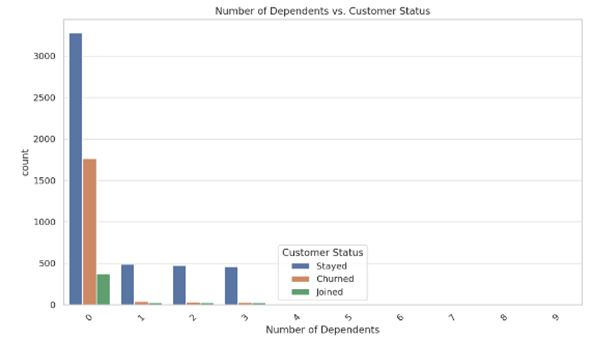 Number of Dependents vs. Customer Status
3000
2500
2000
1500
1000
500
0
count
Customer Status
Stayed
Churned
Joined
0 1 2 3 4 5 6 7 8 9
Number of Dependents